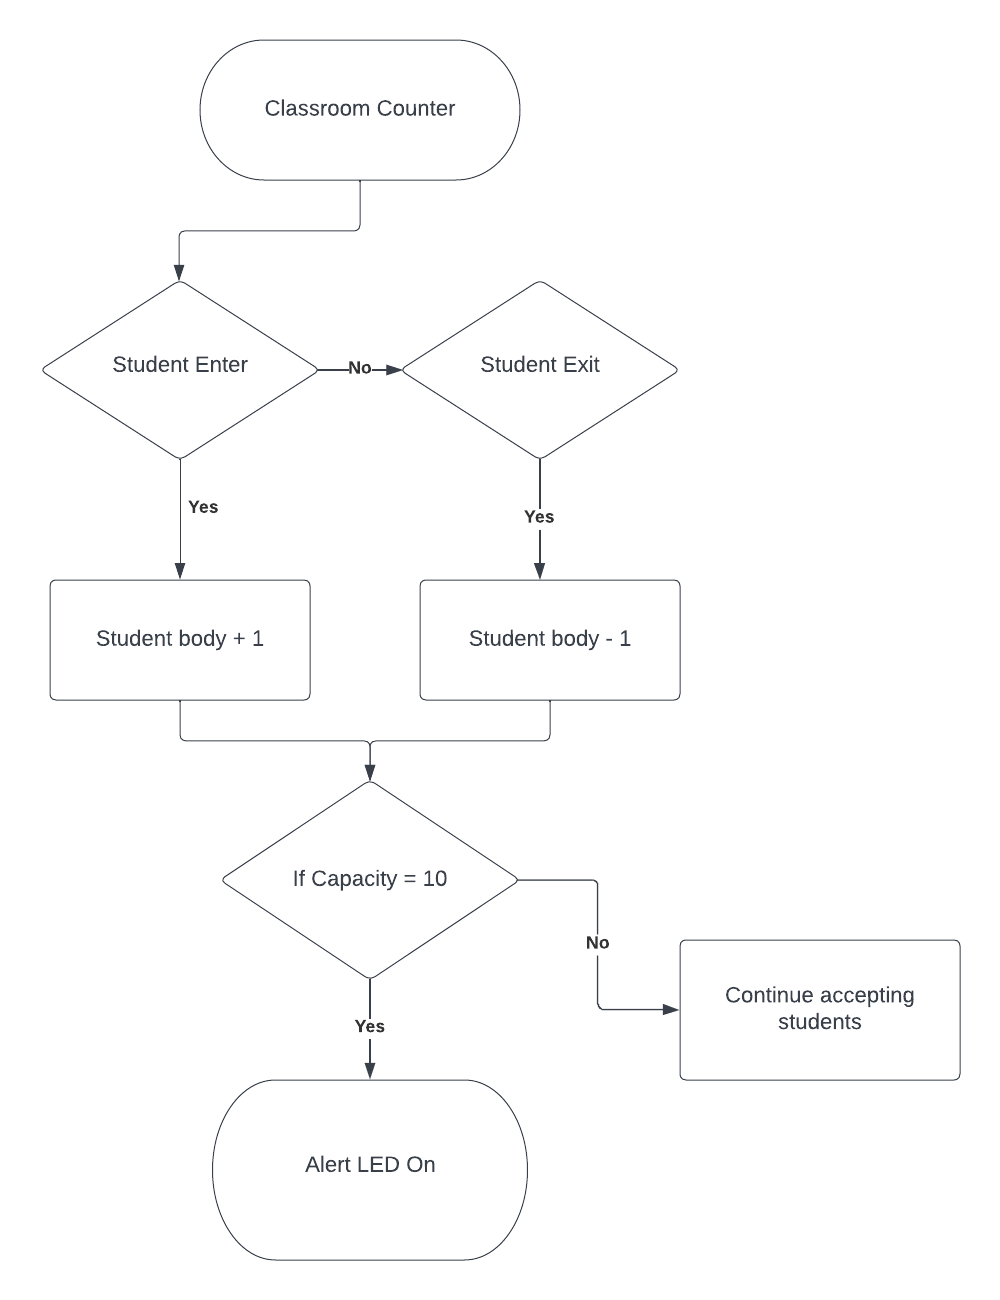 Classroom Counter
Student Enter
No
Student Exit
Yes
Yes
Student body + 1
Student body - 1
If Capacity = 10
No
Continue accepting
students
Yes
Alert LED On